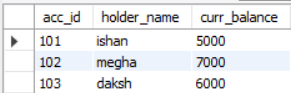 acc_id holder_name curr_balance
101 ishan 5000
102 megha 7000
103 daksh 6000